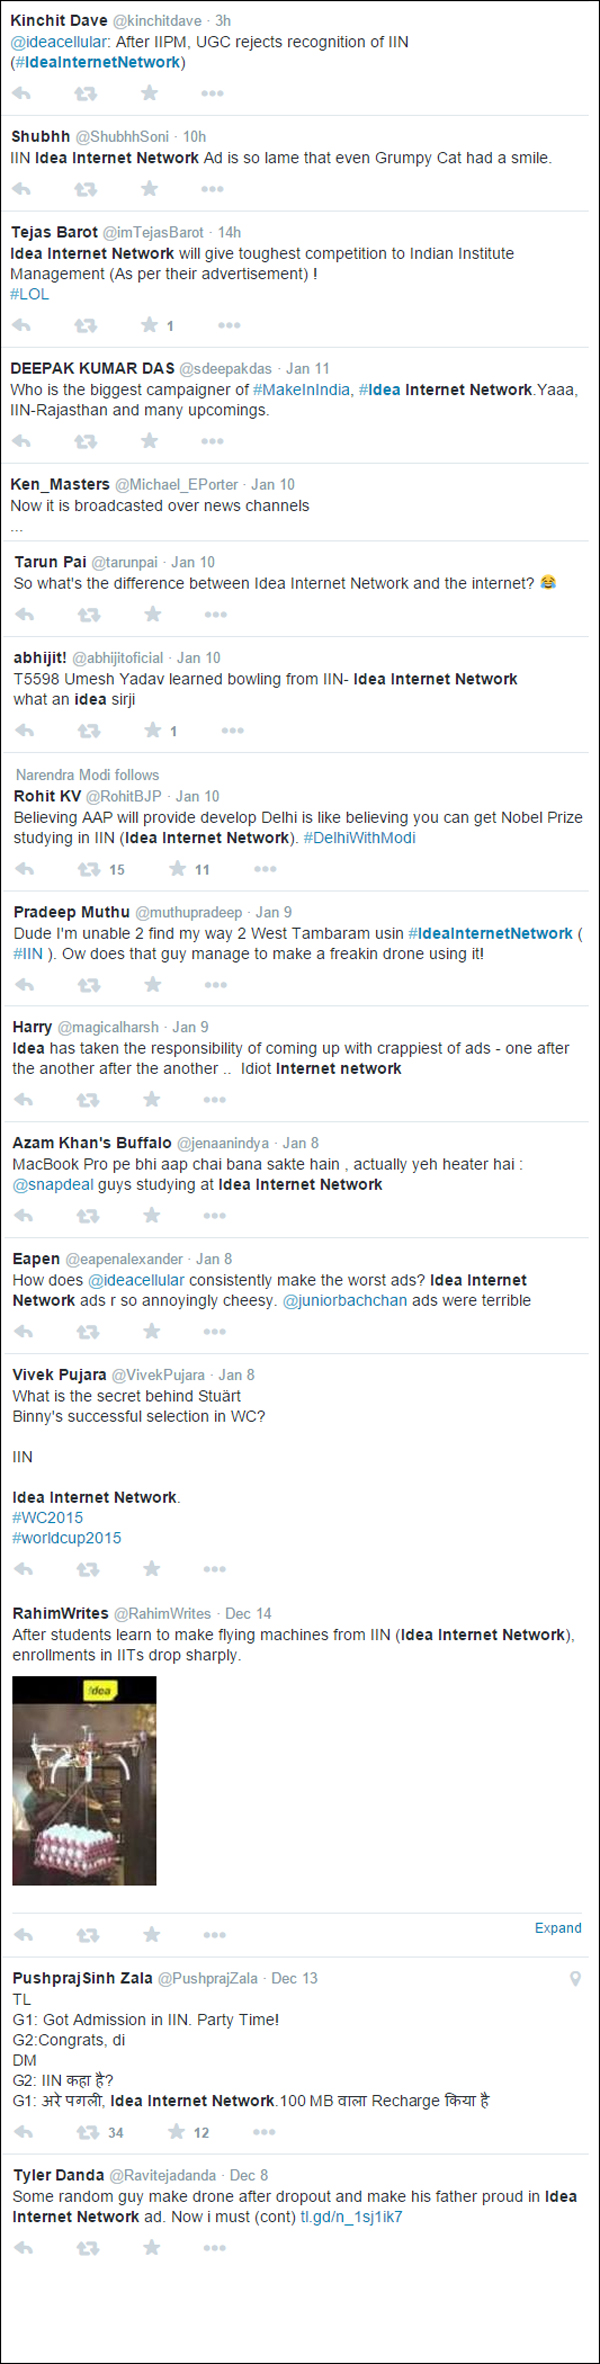 Kinchit Dave @kinchitdave · 3h
@ideacellular: After IIPM, UGC rejects recognition of IIN
(#IdeaInternetNetwork)
Shubhh @ShubhhSoni · 10h
IIN Idea Internet Network Ad is so lame that even Grumpy Cat had a smile.
Tejas Barot @imTejasBarot · 14h
Idea Internet Network will give toughest competition to Indian Institute
Management (As per their advertisement) !
#LOL
1
DEEPAK KUMAR DAS @sdeepakdas · Jan 11
Who is the biggest campaigner of #MakeInIndia, #Idea Internet Network.Yaaa,
IIN-Rajasthan and many upcomings.
Ken_Masters @Michael_EPorter · Jan 10
Now it is broadcasted over news channels
...
Tarun Pai @tarunpai · Jan 10
So what's the difference between Idea Internet Network and the internet? 😂
abhijit! @abhijitoficial · Jan 10
T5598 Umesh Yadav learned bowling from IIN- Idea Internet Network
what an idea sirji
1
Narendra Modi follows
Rohit KV @RohitBJP · Jan 10
Believing AAP will provide develop Delhi is like believing you can get Nobel Prize
studying in IIN (Idea Internet Network). #DelhiWithModi
15 11
Pradeep Muthu @muthupradeep · Jan 9
Dude I'm unable 2 find my way 2 West Tambaram usin #IdeaInternetNetwork (
#IIN ). Ow does that guy manage to make a freakin drone using it!
Harry @magicalharsh · Jan 9
Idea has taken the responsibility of coming up with crappiest of ads - one after
the another after the another .. Idiot Internet network
Azam Khan's Buffalo @jenaanindya · Jan 8
MacBook Pro pe bhi aap chai bana sakte hain , actually yeh heater hai :
@snapdeal guys studying at Idea Internet Network
Eapen @eapenalexander · Jan 8
How does @ideacellular consistently make the worst ads? Idea Internet
Network ads r so annoyingly cheesy. @juniorbachchan ads were terrible
Vivek Pujara @VivekPujara · Jan 8
What is the secret behind Stuärt
Binny's successful selection in WC?
IIN
Idea Internet Network.
#WC2015
#worldcup2015
RahimWrites @RahimWrites · Dec 14
After students learn to make flying machines from IIN (Idea Internet Network),
enrollments in IITs drop sharply.
!dea
Expand
PushprajSinh Zala @PushprajZala · Dec 13
TL
G1: Got Admission in IIN. Party Time!
G2:Congrats, di
DM
G2: IIN कहा है?
G1: अरे पगली, Idea Internet Network.100 MB वाला Recharge किया है
34 12
Tyler Danda @Ravitejadanda · Dec 8
Some random guy make drone after dropout and make his father proud in Idea
Internet Network ad. Now i must (cont) tl.gd/n_1sj1ik7